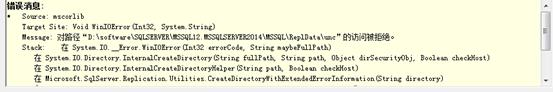 错误消息:
• Source: mscorlib
Target Site: Void WinIOError(Int32, System.String)
Message: 对路径“D:\software\SQLSERVER\MSSQL12.MSSQLSERVER2014\MSSQL\ReplData\unc”的访问被拒绝。
Stack:    在 System.IO.__Error.WinIOError(Int32 errorCode, String maybeFullPath)
在 System.IO.Directory.InternalCreateDirectory(String fullPath, String path, Object dirSecurityObj, Boolean checkHost)
在 System.IO.Directory.InternalCreateDirectoryHelper(String path, Boolean checkHost)
在 Microsoft.SqlServer.Replication.Utilities.CreateDirectoryWithExtendedErrorInformation(String directory)